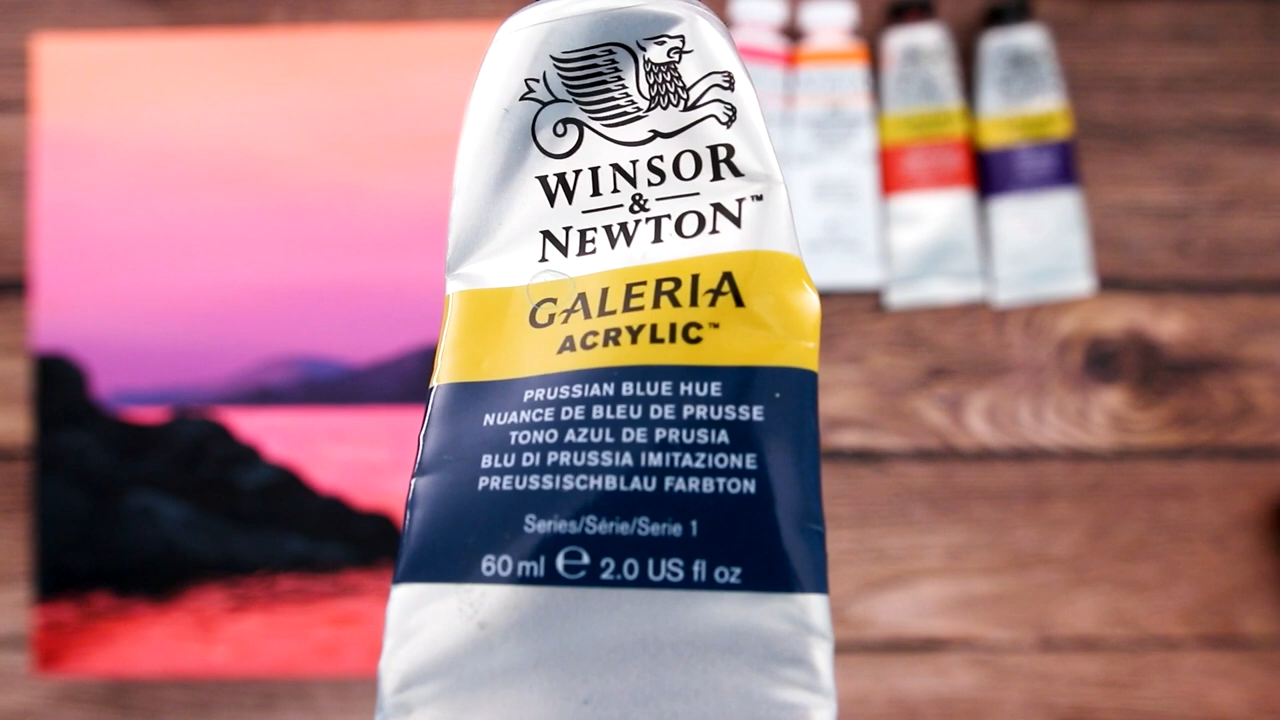 WINSOR
&
NEWTON™
GALERIA
ACRYLIC™
PRUSSIAN BLUE HUE
NUANCE DE BLEU DE PRUSSE
TONO AZUL DE PRUSIA
BLU DI PRUSSIA IMITAZIONE
PREUSSISCHBLAU FARBTON
Series/Série/Serie 1
60 ml ℮ 2.0 US fl oz